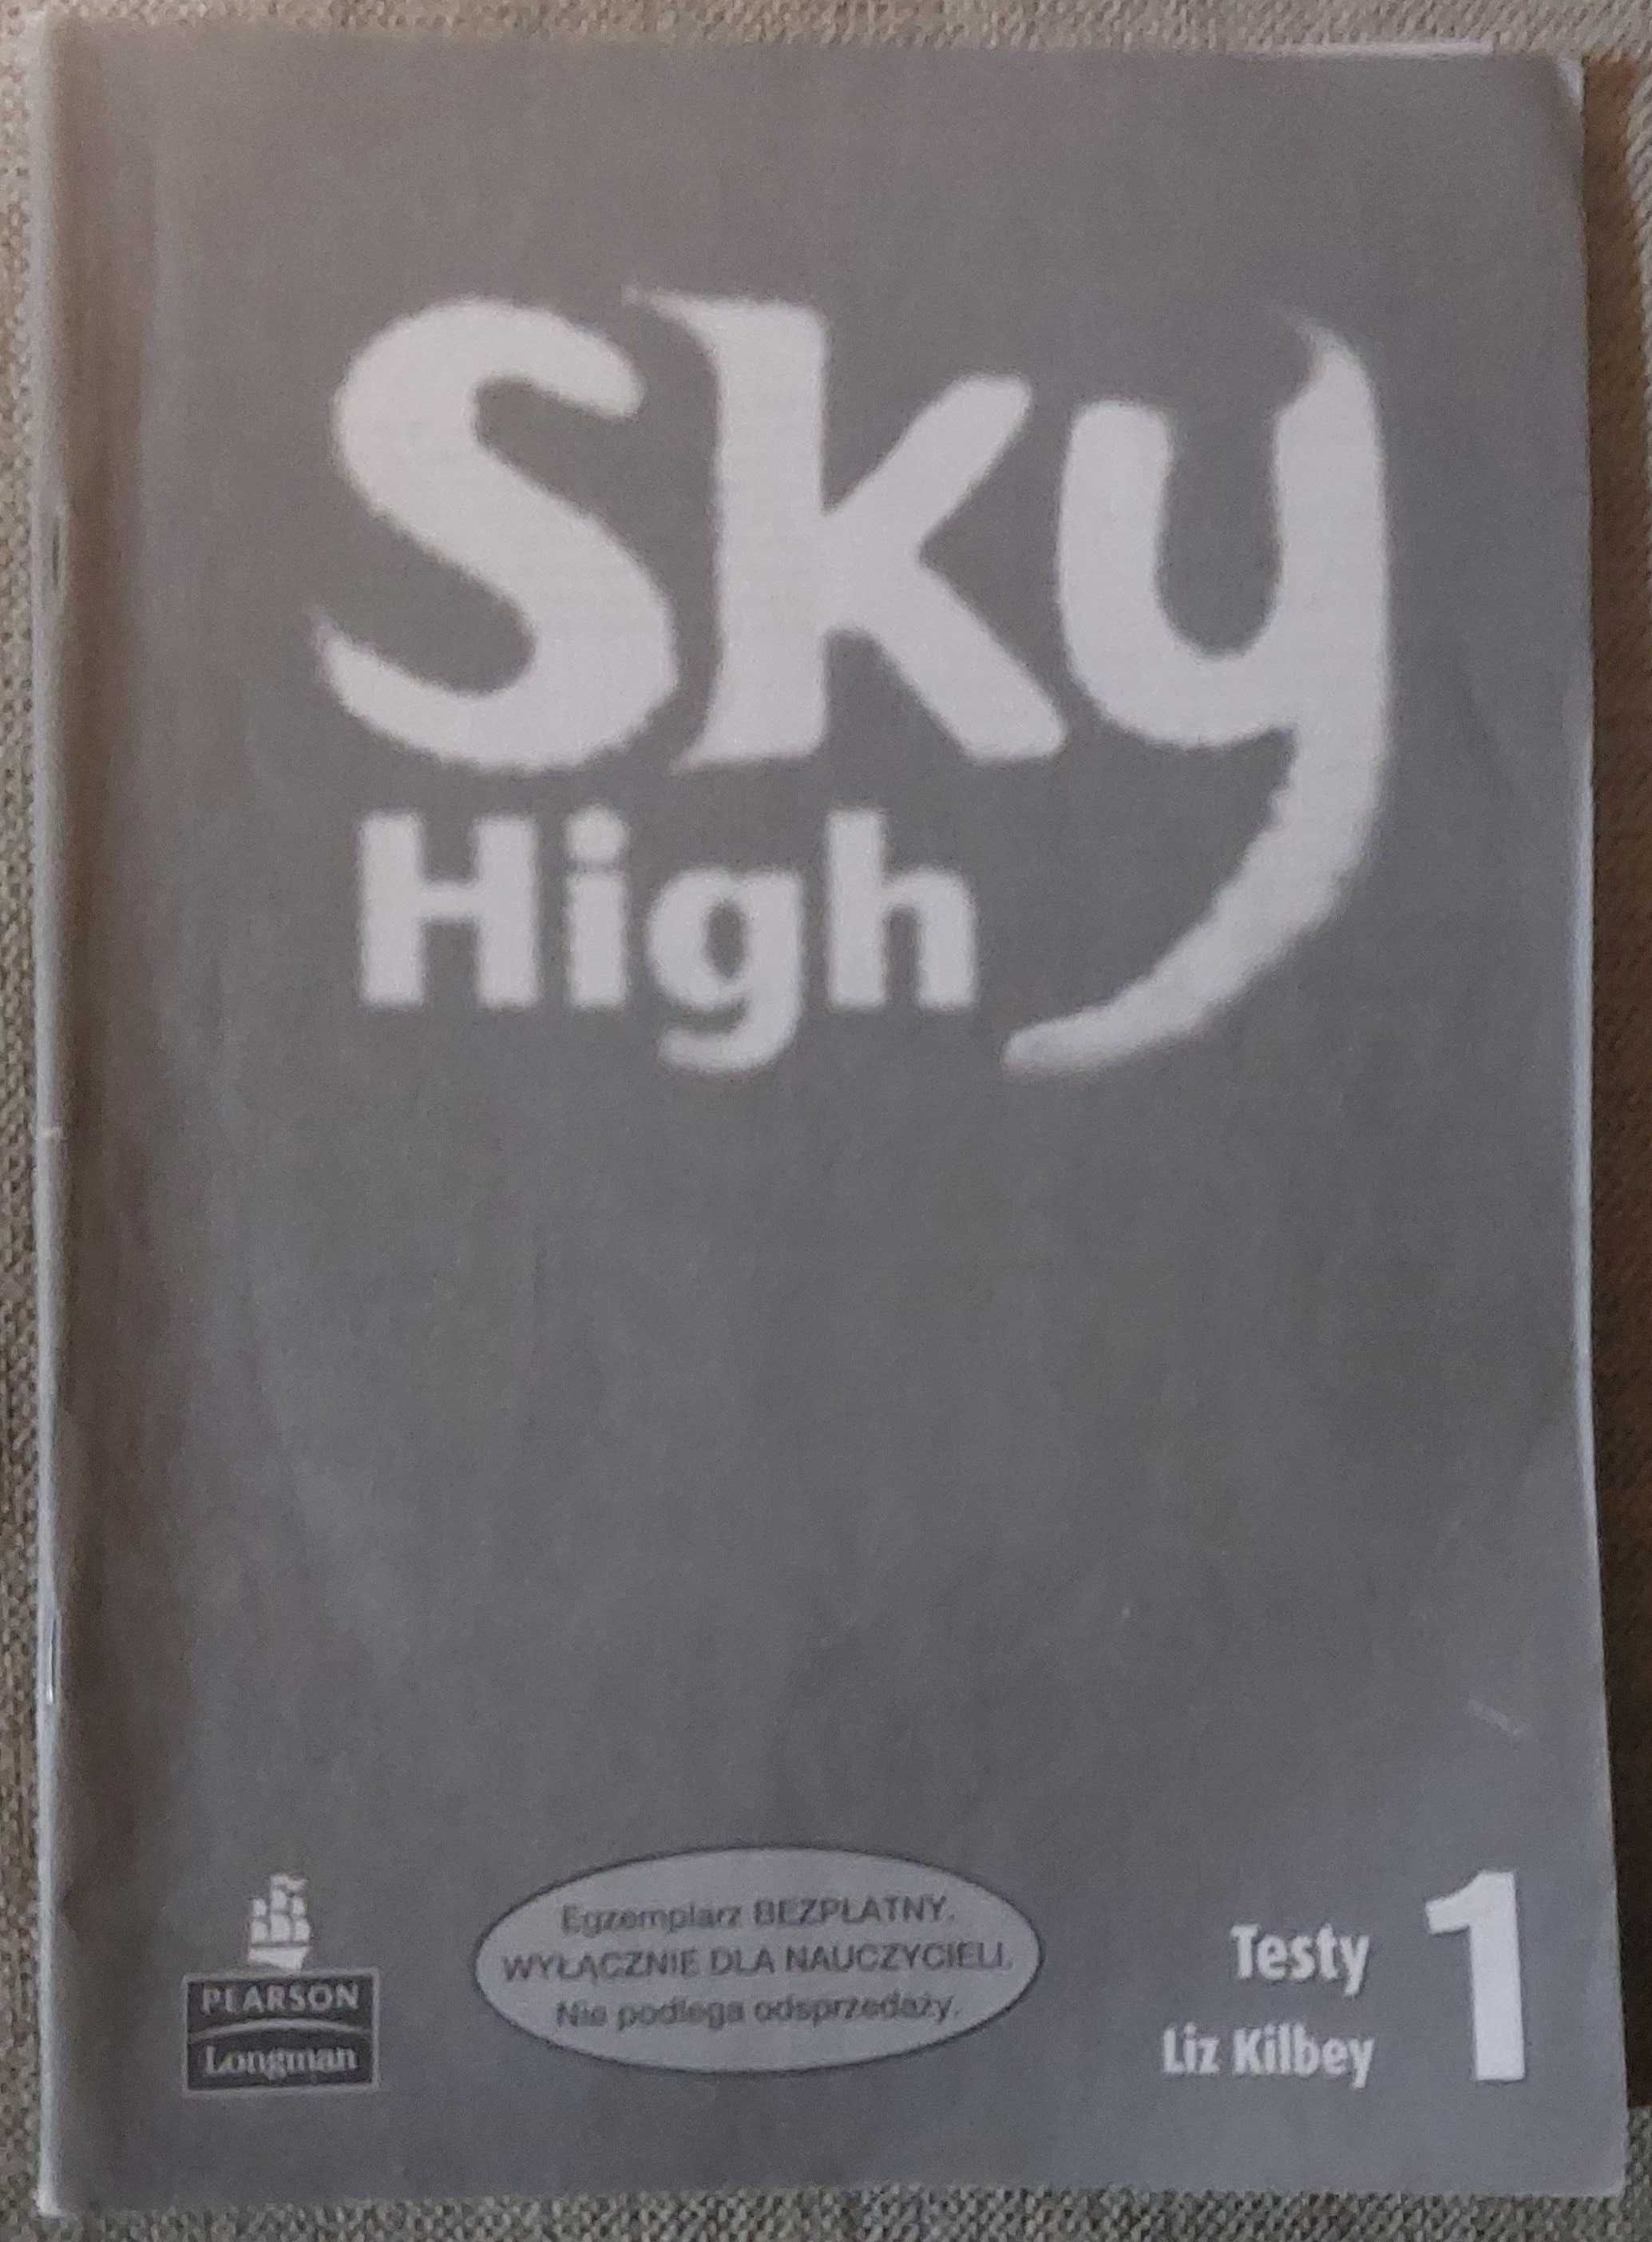 Sky
High
PEARSON
Longman
Egzemplarz BEZPŁATNY.
WYŁĄCZNIE DLA NAUCZYCIELI.
Nie podlega odsprzedaży.
Testy
Liz Kilbey
1